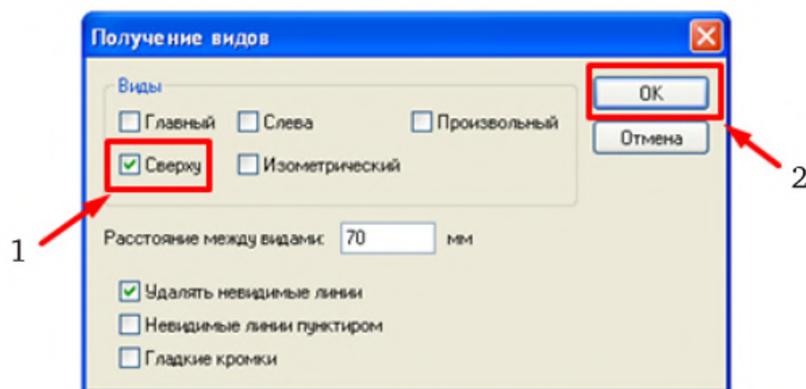 Получение видов
Виды
Главный Слева Произвольный
Сверху Изометрический
OK
Отмена
1
2
Расстояние между видами: 70 мм
Удалять невидимые линии
Невидимые линии пунктиром
Гладкие кромки